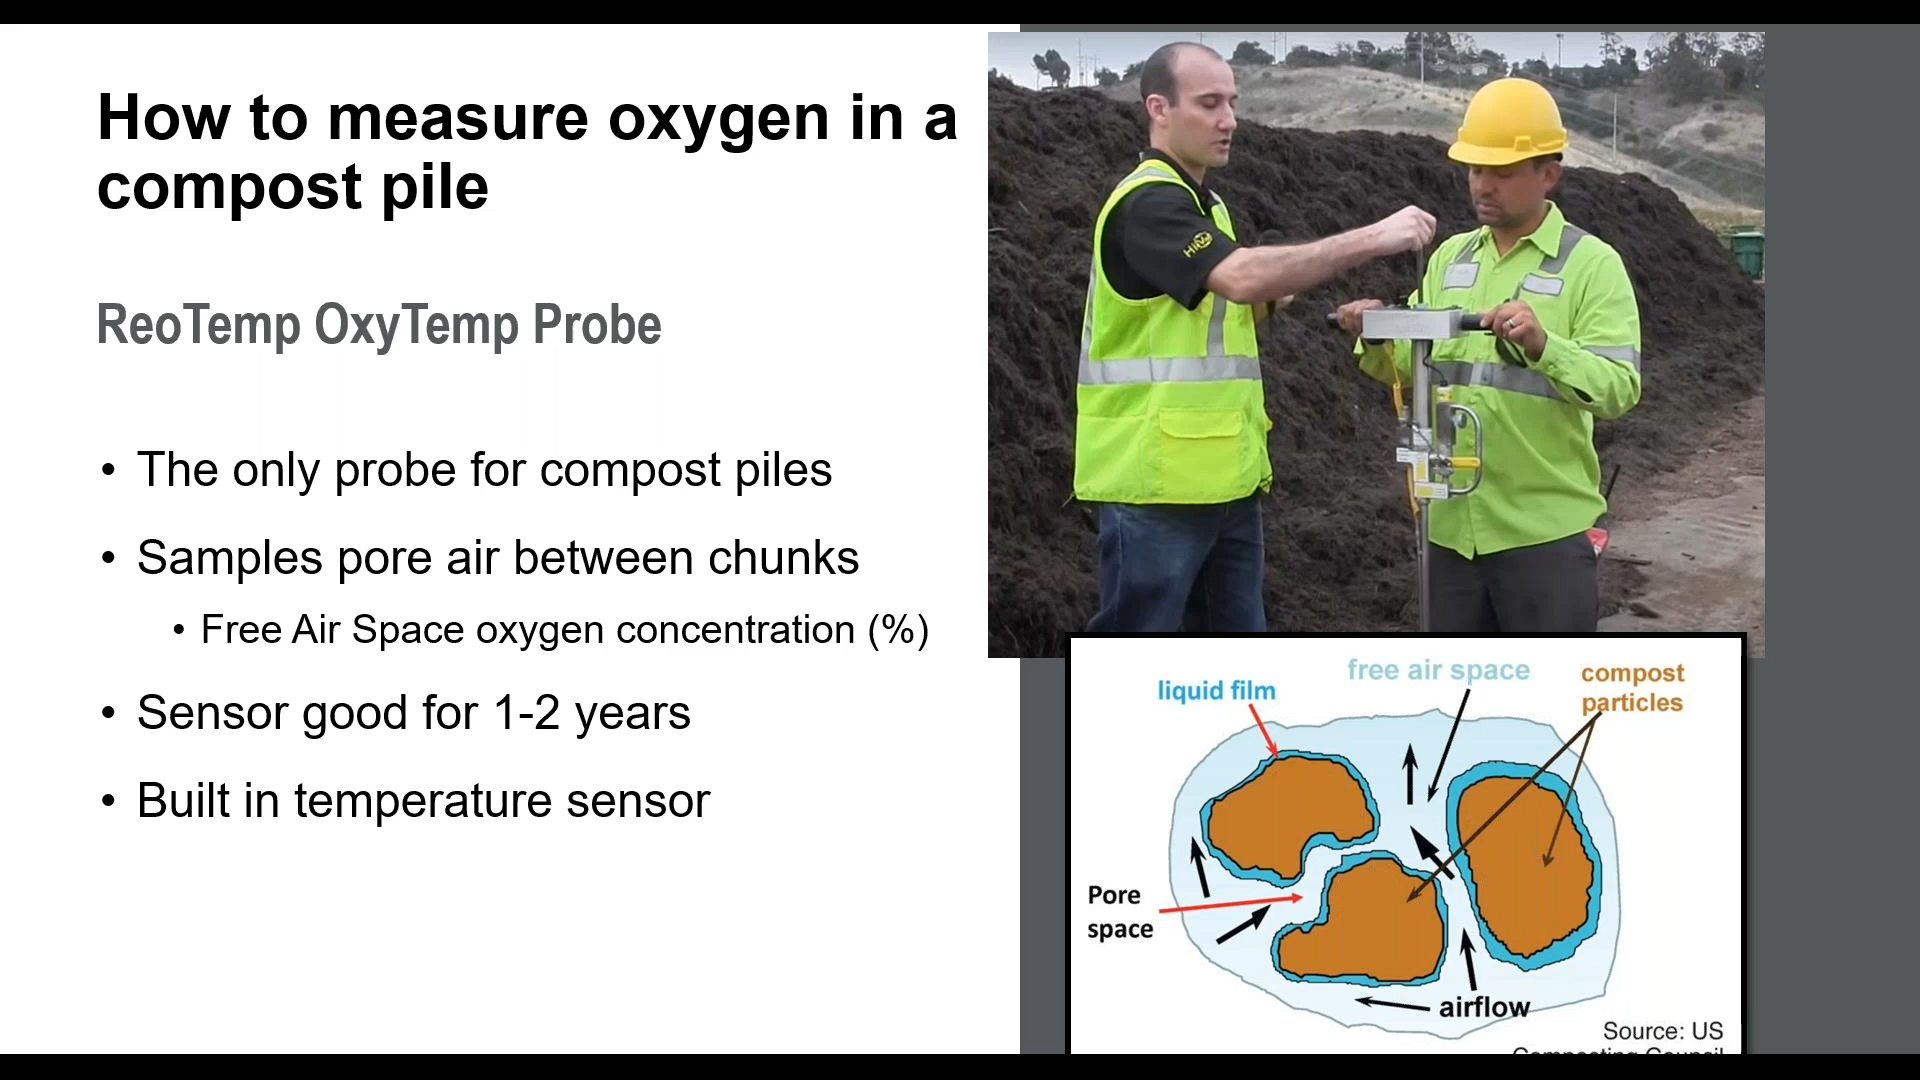 How to measure oxygen in a
compost pile
ReoTemp OxyTemp Probe
• The only probe for compost piles
• Samples pore air between chunks
• Free Air Space oxygen concentration (%)
• Sensor good for 1-2 years
• Built in temperature sensor
liquid film
free air space
compost
particles
Pore
space
airflow
Source: US
Composting Council